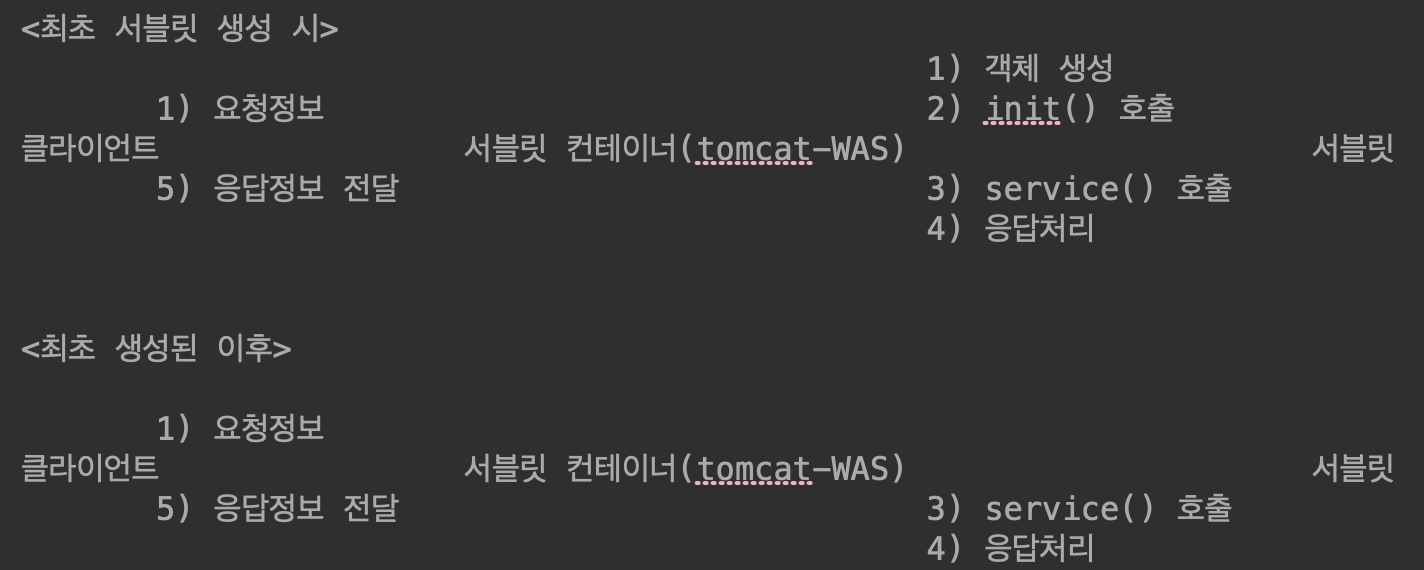 <최초 서블릿 생성 시>
1) 객체 생성
1) 요청정보 2) init() 호출
클라이언트 서블릿 컨테이너(tomcat-WAS) 서블릿
5) 응답정보 전달 3) service() 호출
4) 응답처리
<최초 생성된 이후>
1) 요청정보
클라이언트 서블릿 컨테이너(tomcat-WAS) 서블릿
5) 응답정보 전달 3) service() 호출
4) 응답처리